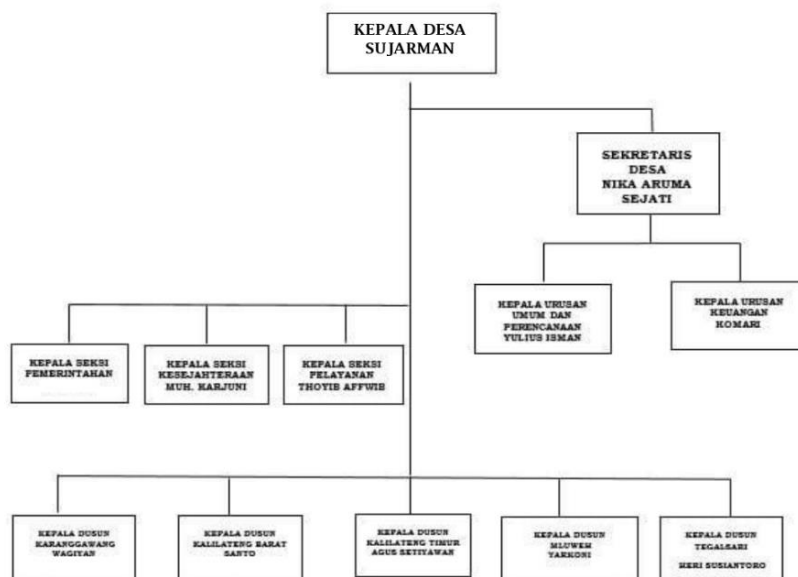 KEPALA DESA
SUJARMAN
SEKRETARIS
DESA
NIKA ARUMA
SEJATI
KEPALA URUSAN
UMUM DAN
PERENCANAAN
YULIUS ISMAN
KEPALA URUSAN
KEUANGAN
KOMARI
KEPALA SEKSI
PEMERINTAHAN
KEPALA SEKSI
KESEJAHTERAAN
MUH. KARJUNI
KEPALA SEKSI
PELAYANAN
THOYIB AFFWIB
KEPALA DUSUN
KARANGGAWANG
WAGIYAN
KEPALA DUSUN
KALILATENG BARAT
SANTO
KEPALA DUSUN
KALILATENG TIMUR
AGUS SETIYAWAN
KEPALA DUSUN
MLUWEH
YAKKONI
KEPALA DUSUN
TEGALSARI
HERI SUSIANTORO